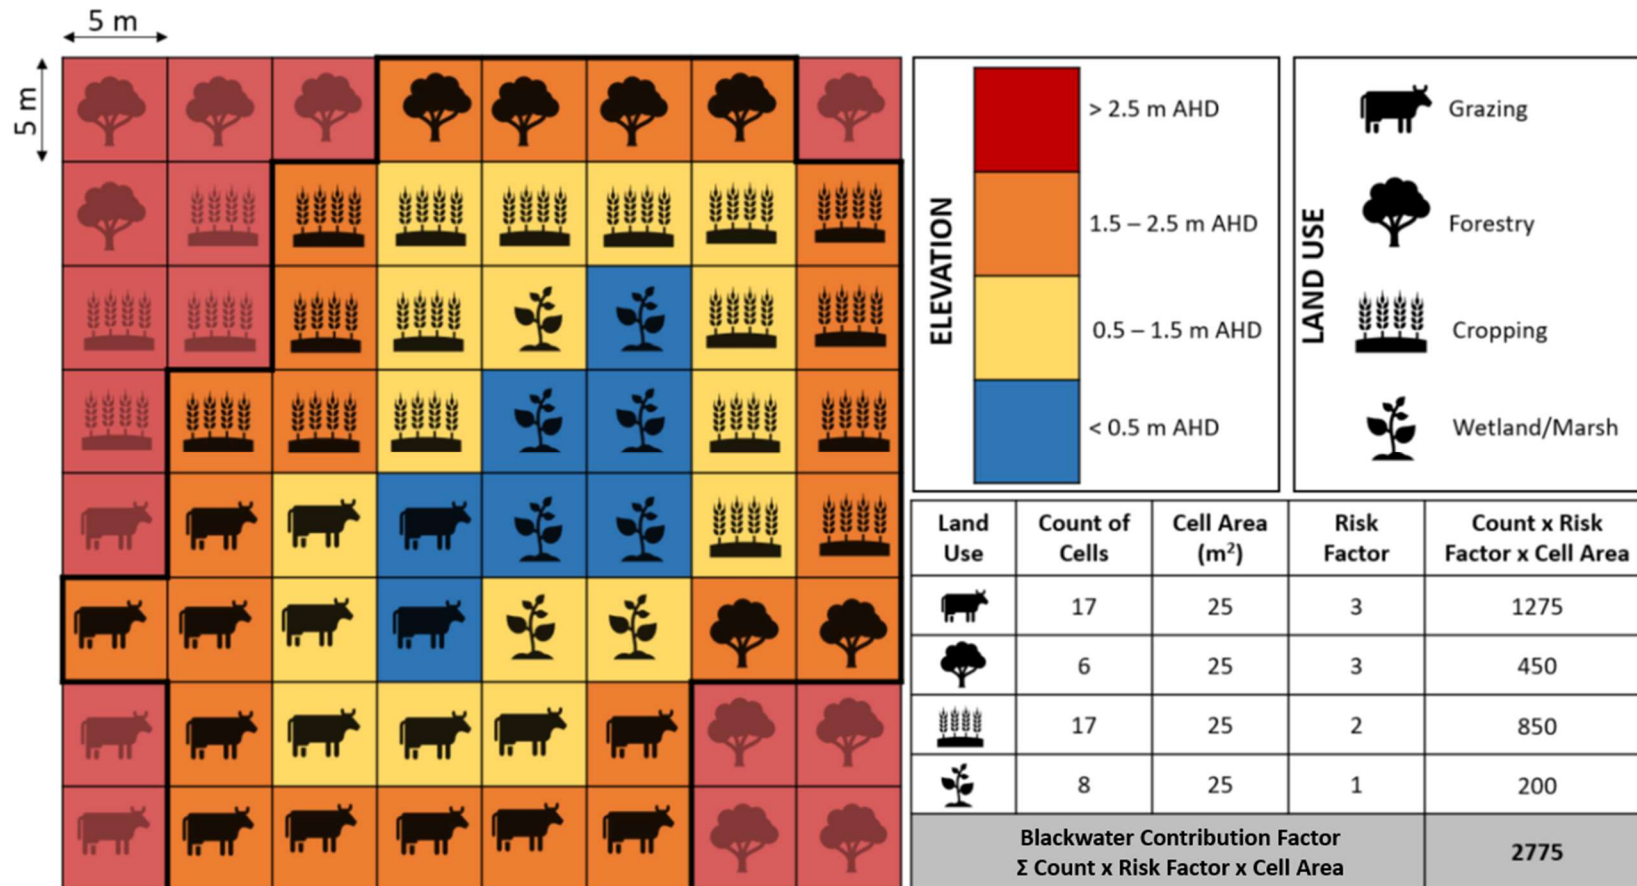 5 m
5 m
ELEVATION
> 2.5 m AHD
1.5 – 2.5 m AHD
0.5 – 1.5 m AHD
< 0.5 m AHD
LAND USE
Grazing
Forestry
Cropping
Wetland/Marsh
Land Use
Count of Cells
Cell Area (m²)
Risk Factor
Count x Risk Factor x Cell Area
17 25 3 1275
6 25 3 450
17 25 2 850
8 25 1 200
Blackwater Contribution Factor
Σ Count x Risk Factor x Cell Area
2775